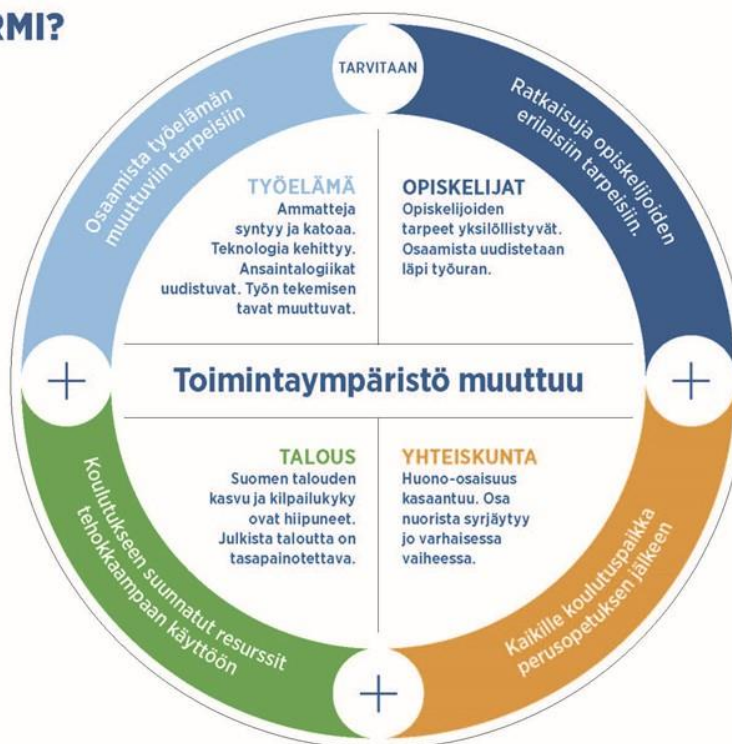 RMI?
TARVITAAN
Osaamista työelämän
muuttuviin tarpeisiin
Ratkaisuja opiskelijoiden
erilaisiin tarpeisiin.
TYÖELÄMÄ
Ammatteja
syntyy ja katoaa.
Teknologia kehittyy.
Ansaintalogiikat
uudistuvat. Työn tekemisen
tavat muuttuvat.
OPISKELIJAT
Opiskelijoiden
tarpeet yksilöllistyvät.
Osaamista uudistetaan
läpi työuran.
+
Toimintaympäristö muuttuu
+
TALOUS
Suomen talouden
kasvu ja kilpailukyky
ovat hiipuneet.
Julkista taloutta on
tasapainotettava.
YHTEISKUNTA
Huono-osaisuus
kasaantuu. Osa
nuorista syrjäytyy
jo varhaisessa
vaiheessa.
Koulutukseen suunnatut resurssit
tehokkaampaan käyttöön
Kaikille koulutuspaikka
perusopetuksen jälkeen
+